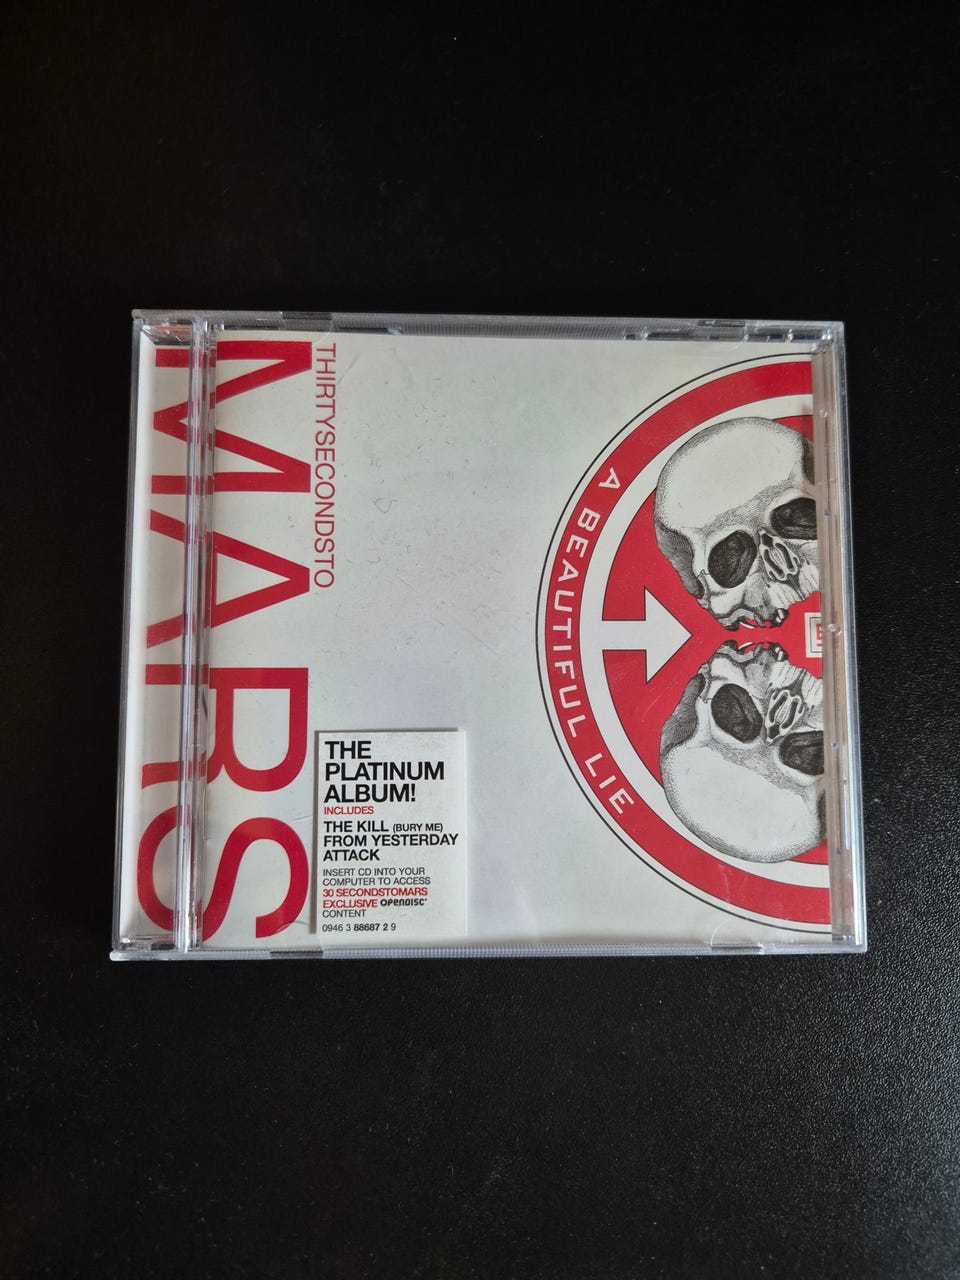 THIRTYSECONDSTO
MARS
MARS
A BEAUTIFUL LIE
THE
PLATINUM
ALBUM!
INCLUDES
THE KILL (BURY ME)
FROM YESTERDAY
ATTACK
INSERT CD INTO YOUR
COMPUTER TO ACCESS
30 SECONDSTOMARS
EXCLUSIVE OPENDISC*
CONTENT
0946 3 88687 2 9